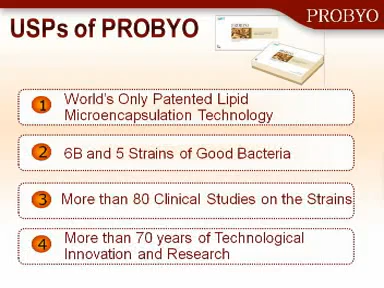 USPs of PROBYO
PROBYO
1
World's Only Patented Lipid
Microencapsulation Technology
2
6B and 5 Strains of Good Bacteria
3
More than 80 Clinical Studies on the Strains
4
More than 70 years of Technological
Innovation and Research